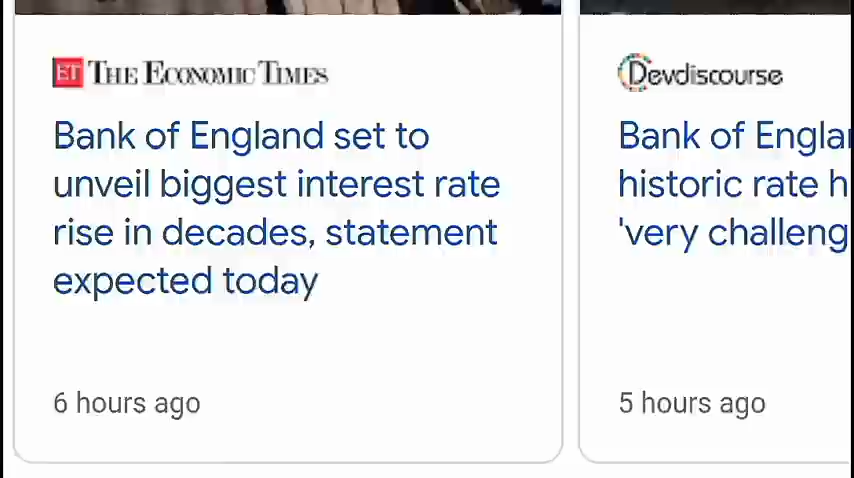 ET THE ECONOMIC TIMES
Bank of England set to
unveil biggest interest rate
rise in decades, statement
expected today
6 hours ago
Devdiscourse
Bank of Englan
historic rate h
'very challeng
5 hours ago